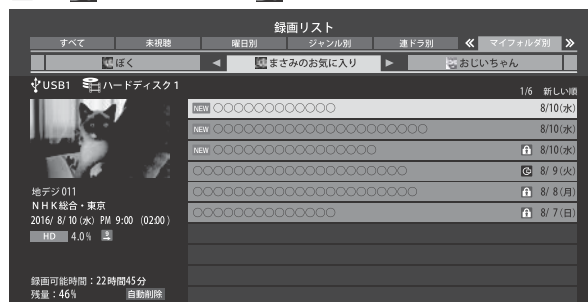 録画リスト
すべて 未視聴 曜日別 ジャンル別 連ドラ別 ≪ マイフォルダ別 ≫
ぼく ◀ まさみのお気に入り ▶ おじいちゃん
USB1 ハードディスク1
1/6 新しい順
NEW 〇〇〇〇〇〇〇〇〇〇〇〇 8/10(水)
〇〇〇〇〇〇〇〇〇〇〇〇〇〇〇〇〇〇〇〇〇 8/10(水)
NEW 〇〇〇〇〇〇〇〇〇〇〇〇〇〇〇〇 8/10(水)
〇〇〇〇〇〇〇〇〇〇〇〇〇〇〇〇〇〇〇〇〇 8/ 9(火)
〇〇〇〇〇〇〇〇〇〇〇〇〇〇〇〇〇〇〇〇〇〇 8/ 8(月)
〇〇〇〇〇〇〇〇〇〇〇〇〇〇 8/ 7(日)
地デジ011
NHK総合・東京
2016/ 8/10(水) PM 9:00 (02:00)
HD 4.0%
録画可能時間：22時間45分
残量：46% 自動削除